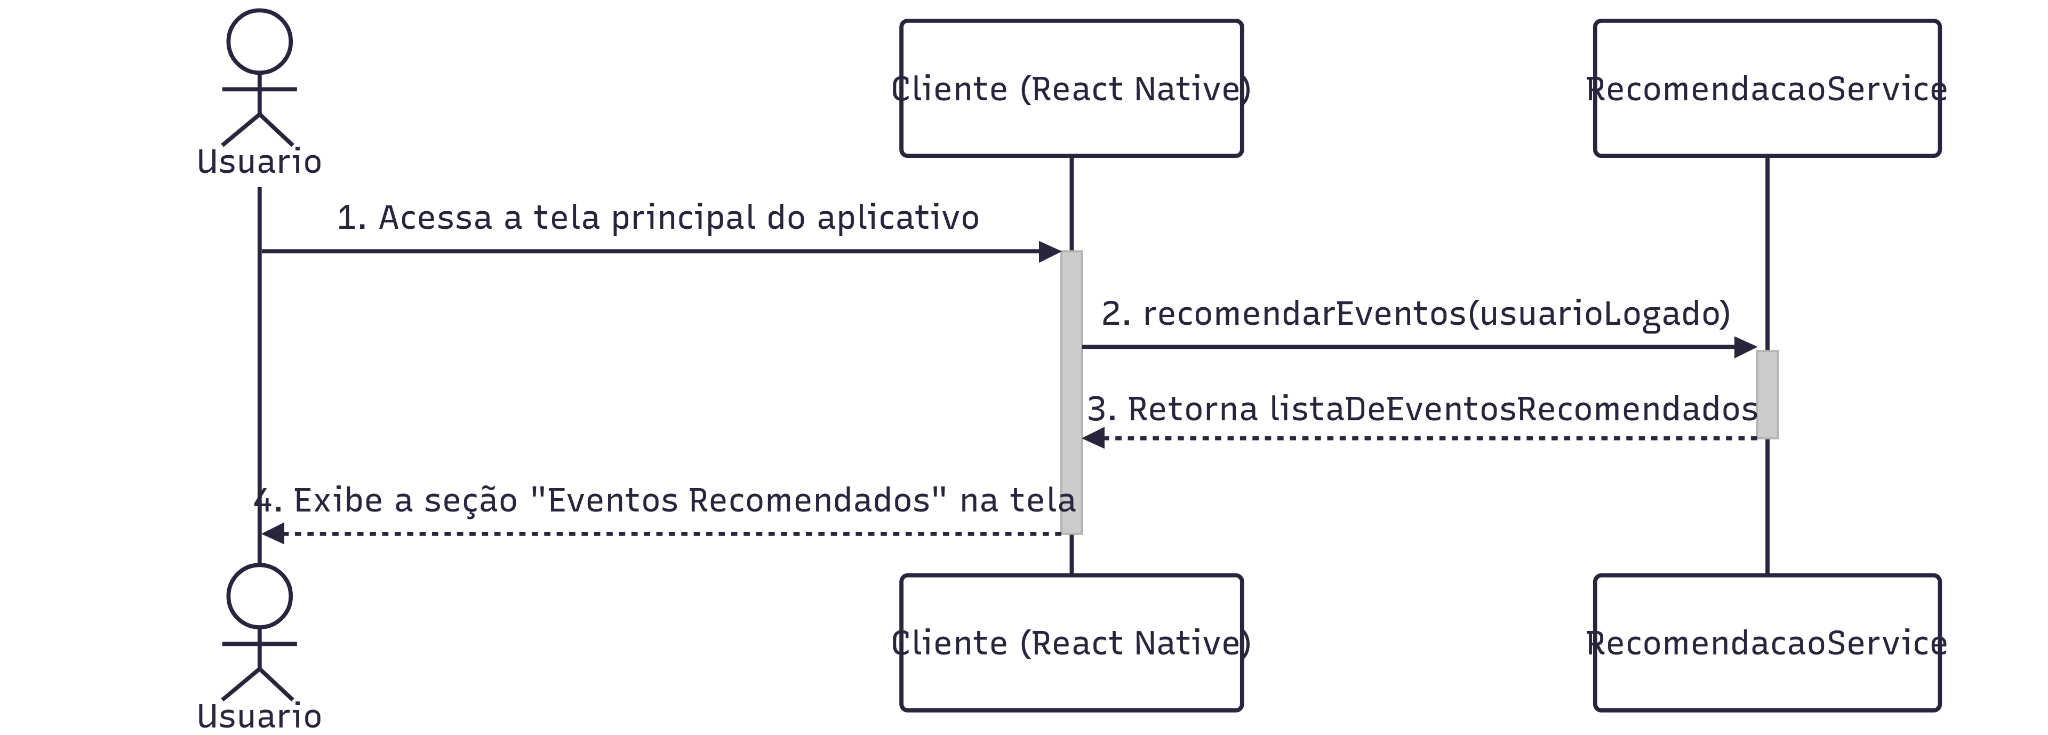 Cliente (React Native)
RecomendacaoService
Usuario
1. Acessa a tela principal do aplicativo
2. recomendarEventos(usuarioLogado)
3. Retorna listaDeEventosRecomendados
4. Exibe a seção "Eventos Recomendados" na tela
Cliente (React Native)
RecomendacaoService
Usuario